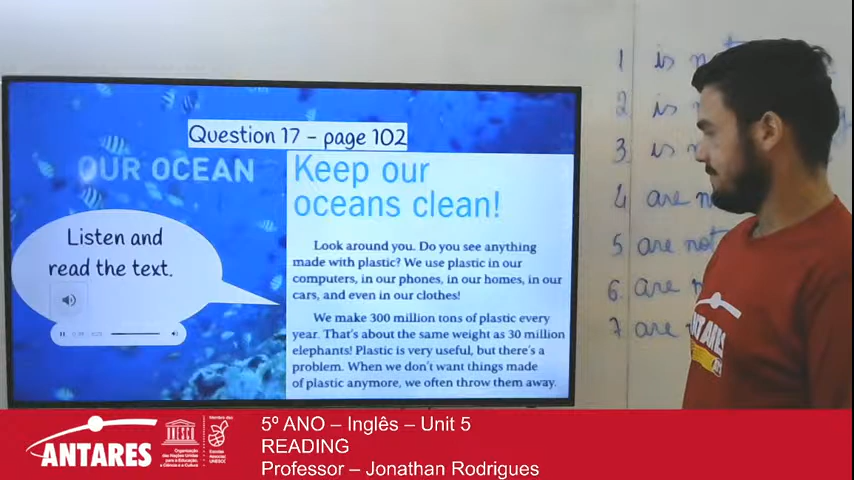 Question 17 – page 102
OUR OCEAN
Keep our
oceans clean!
Listen and
read the text.
Look around you. Do you see anything
made with plastic? We use plastic in our
computers, in our phones, in our homes, in our
cars, and even in our clothes!
We make 300 million tons of plastic every
year. That's about the same weight as 30 million
elephants! Plastic is very useful, but there's a
problem. When we don't want things made
of plastic anymore, we often throw them away.
1 is not
2 is
3 is
4 are
5 are not
6. are
7 are
ANTARES
ANTARES
UNESCO
5º ANO – Inglês – Unit 5
READING
Professor – Jonathan Rodrigues